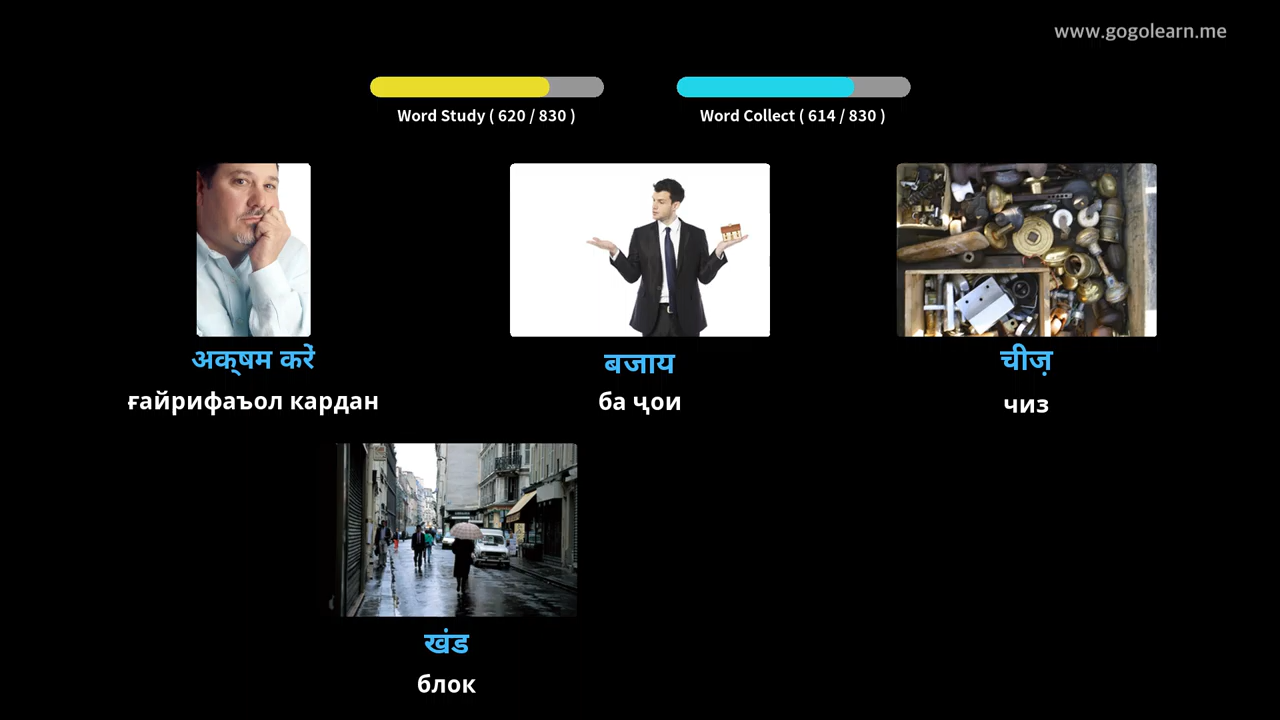 www.gogolearn.me
Word Study ( 620 / 830 )
Word Collect ( 614 / 830 )
अक्षम करें
ғайрифаъол кардан
बजाय
ба ҷои
चीज़
чиз
खंड
блок